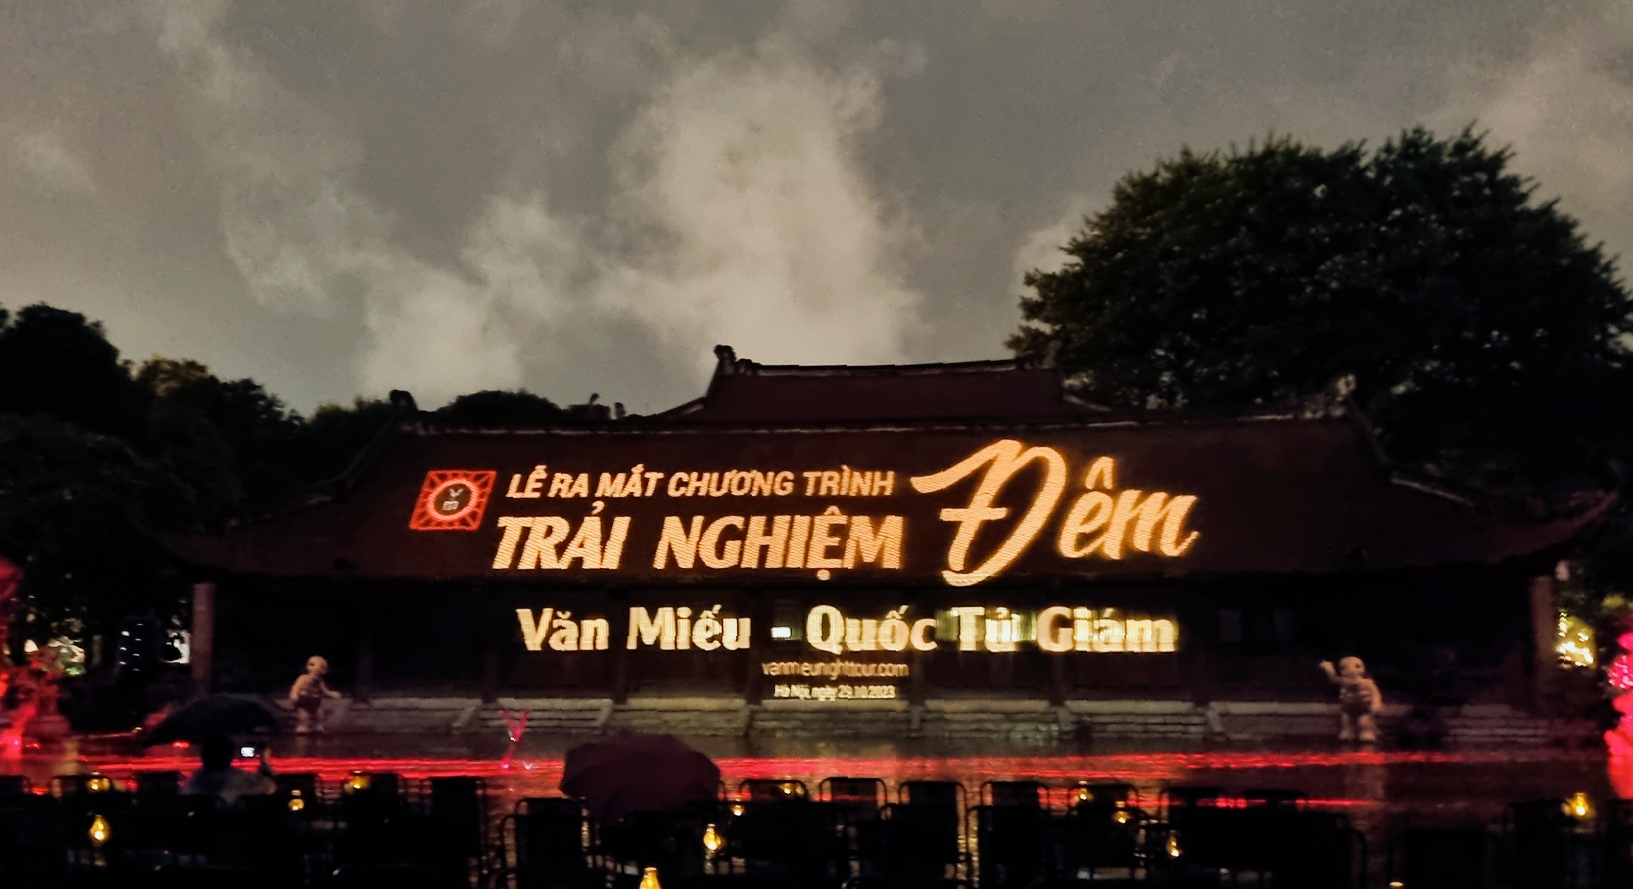 LỄ RA MẮT CHƯƠNG TRÌNH
TRẢI NGHIỆM Đêm
Văn Miếu - Quốc Tử Giám
vanmieunighttour.com
Hà Nội, ngày 29.10.2023